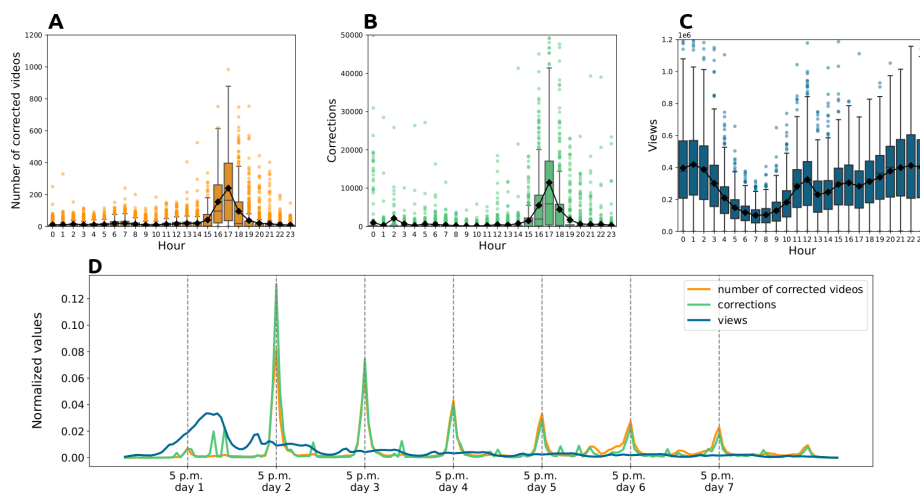 A
B
C
1200
1000
800
600
400
200
0
Number of corrected videos
0 1 2 3 4 5 6 7 8 9 10 11 12 13 14 15 16 17 18 19 20 21 22 23
Hour
50000
40000
30000
20000
10000
0
Corrections
0 1 2 3 4 5 6 7 8 9 10 11 12 13 14 15 16 17 18 19 20 21 22 23
Hour
1e6
1.2
1.0
0.8
0.6
0.4
0.2
0.0
Views
0 1 2 3 4 5 6 7 8 9 10 11 12 13 14 15 16 17 18 19 20 21 22
Hour
D
0.12
0.10
0.08
0.06
0.04
0.02
0.00
Normalized values
number of corrected videos
corrections
views
5 p.m. 5 p.m. 5 p.m. 5 p.m. 5 p.m. 5 p.m. 5 p.m.
day 1 day 2 day 3 day 4 day 5 day 6 day 7